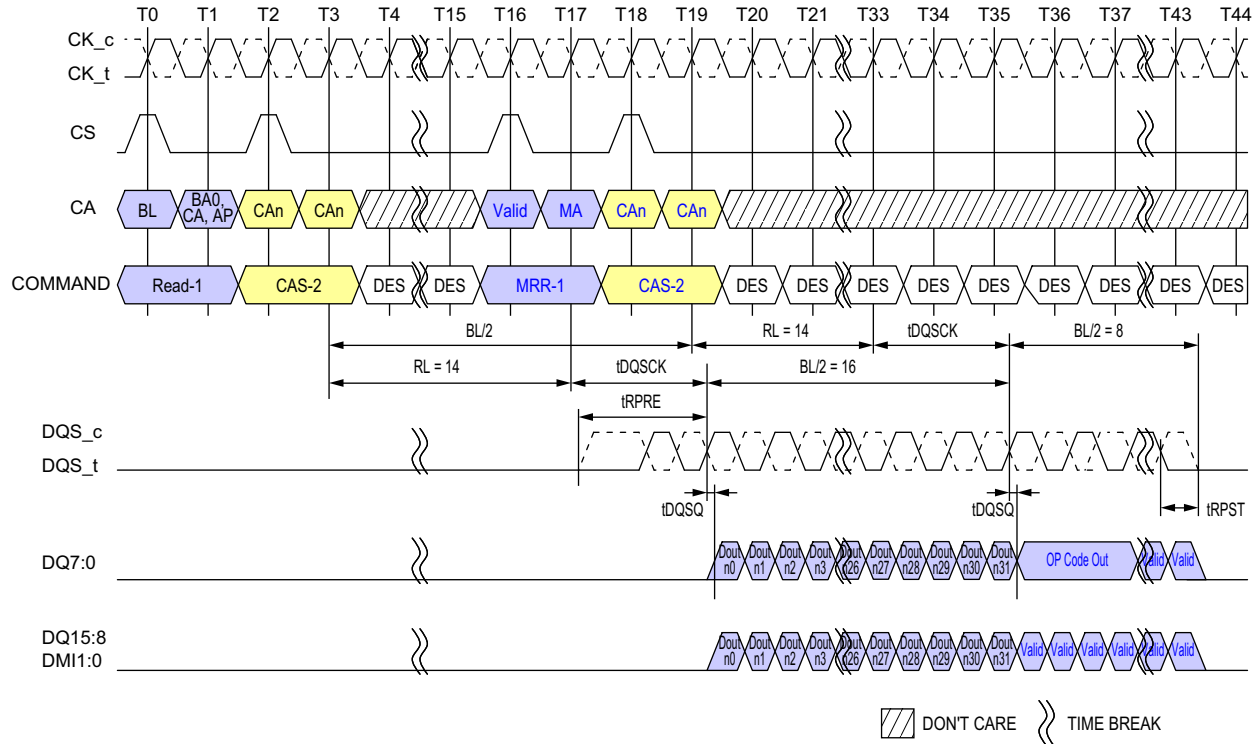 T0 T1 T2 T3 T4 T15 T16 T17 T18 T19 T20 T21 T33 T34 T35 T36 T37 T43 T44
CK_c
CK_t
CS
CA BL BA0, CA, AP CAn CAn Valid MA CAn CAn
COMMAND Read-1 CAS-2 DES DES MRR-1 CAS-2 DES DES DES DES DES DES DES DES DES
BL/2 RL = 14 tDQSCK BL/2 = 8
RL = 14 tDQSCK BL/2 = 16
tRPRE
DQS_c
DQS_t
tDQSQ tDQSQ tRPST
DQ7:0 Dout n0 Dout n1 Dout n2 Dout n3 Dout n26 Dout n27 Dout n28 Dout n29 Dout n30 Dout n31 OP Code Out Valid Valid
DQ15:8
DMI1:0 Dout n0 Dout n1 Dout n2 Dout n3 Dout n26 Dout n27 Dout n28 Dout n29 Dout n30 Dout n31 Valid Valid Valid Valid Valid Valid
DON'T CARE TIME BREAK